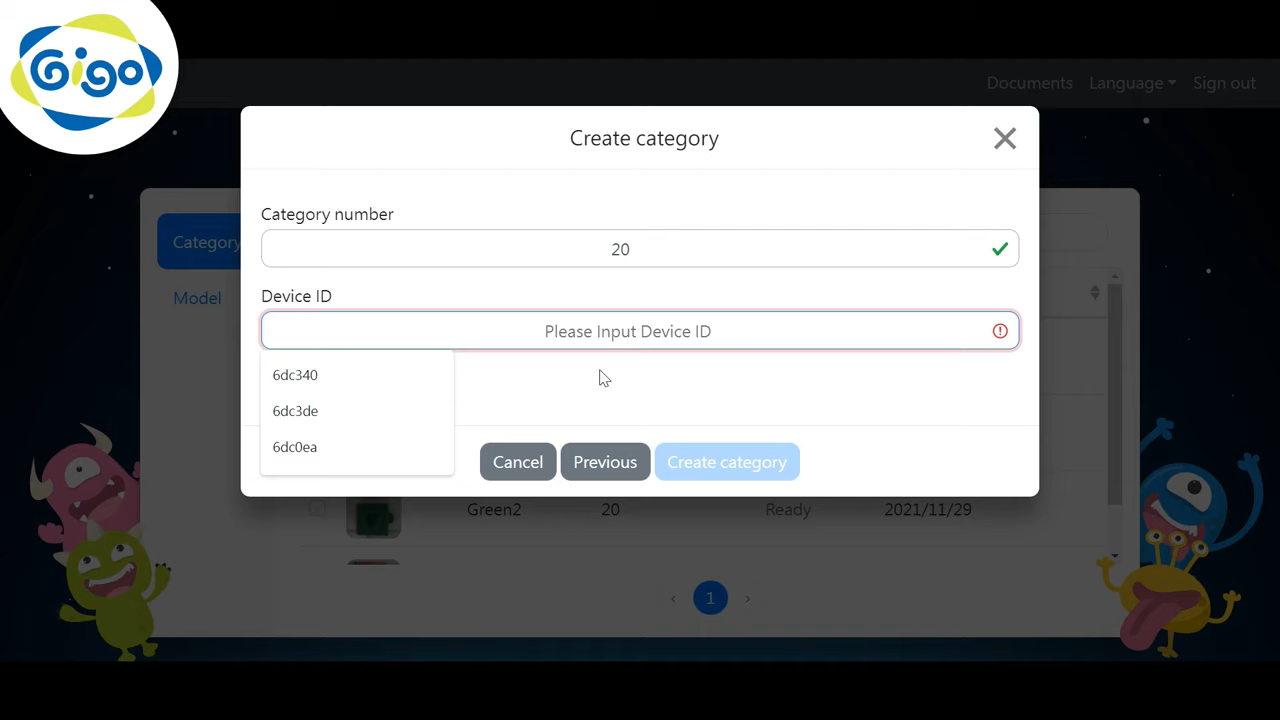 Gigo
Documents Language Sign out
Create category
Category number
20
Category
Device ID
Model
Please Input Device ID
6dc340
6dc3de
6dc0ea
Cancel Previous Create category
Green2 20 Ready 2021/11/29
‹ 1 ›